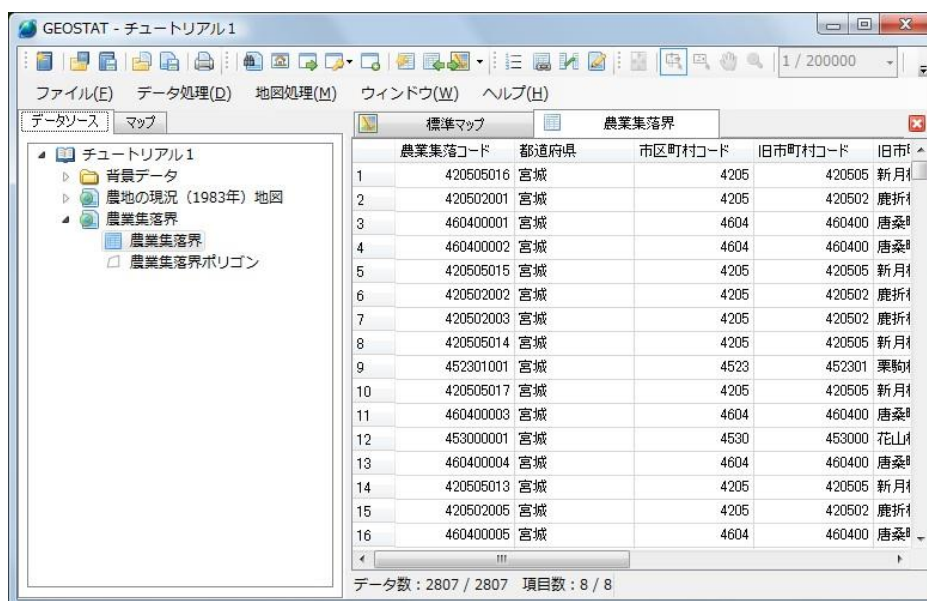 GEOSTAT - チュートリアル1
1 / 200000
ファイル(F) データ処理(D) 地図処理(M) ウィンドウ(W) ヘルプ(H)
データソース マップ
標準マップ 農業集落界
チュートリアル1
背景データ
農地の現況（1983年）地図
農業集落界
農業集落界
農業集落界ポリゴン
農業集落コード 都道府県 市区町村コード 旧市町村コード 旧市
1 420505016 宮城 4205 420505 新月
2 420502001 宮城 4205 420502 鹿折
3 460400001 宮城 4604 460400 唐桑
4 460400002 宮城 4604 460400 唐桑
5 420505015 宮城 4205 420505 新月
6 420502002 宮城 4205 420502 鹿折
7 420502003 宮城 4205 420502 鹿折
8 420505014 宮城 4205 420505 新月
9 452301001 宮城 4523 452301 栗駒
10 420505017 宮城 4205 420505 新月
11 460400003 宮城 4604 460400 唐桑
12 453000001 宮城 4530 453000 花山
13 460400004 宮城 4604 460400 唐桑
14 420505013 宮城 4205 420505 新月
15 420502005 宮城 4205 420502 鹿折
16 460400005 宮城 4604 460400 唐桑
データ数：2807 / 2807 項目数：8 / 8